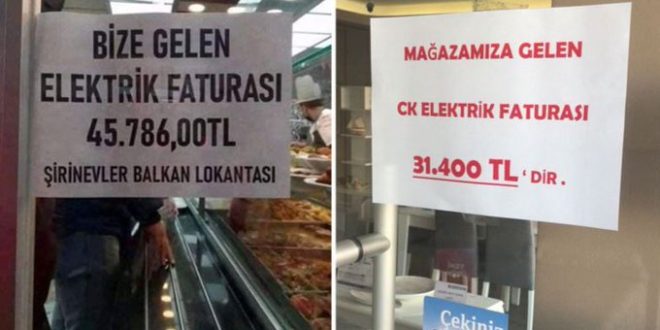 BİZE GELEN
ELEKTRİK FATURASI
45.786,00TL
ŞİRİNEVLER BALKAN LOKANTASI
MAĞAZAMIZA GELEN
CK ELEKTRİK FATURASI
31.400 TL ' DİR .
Çekiniz